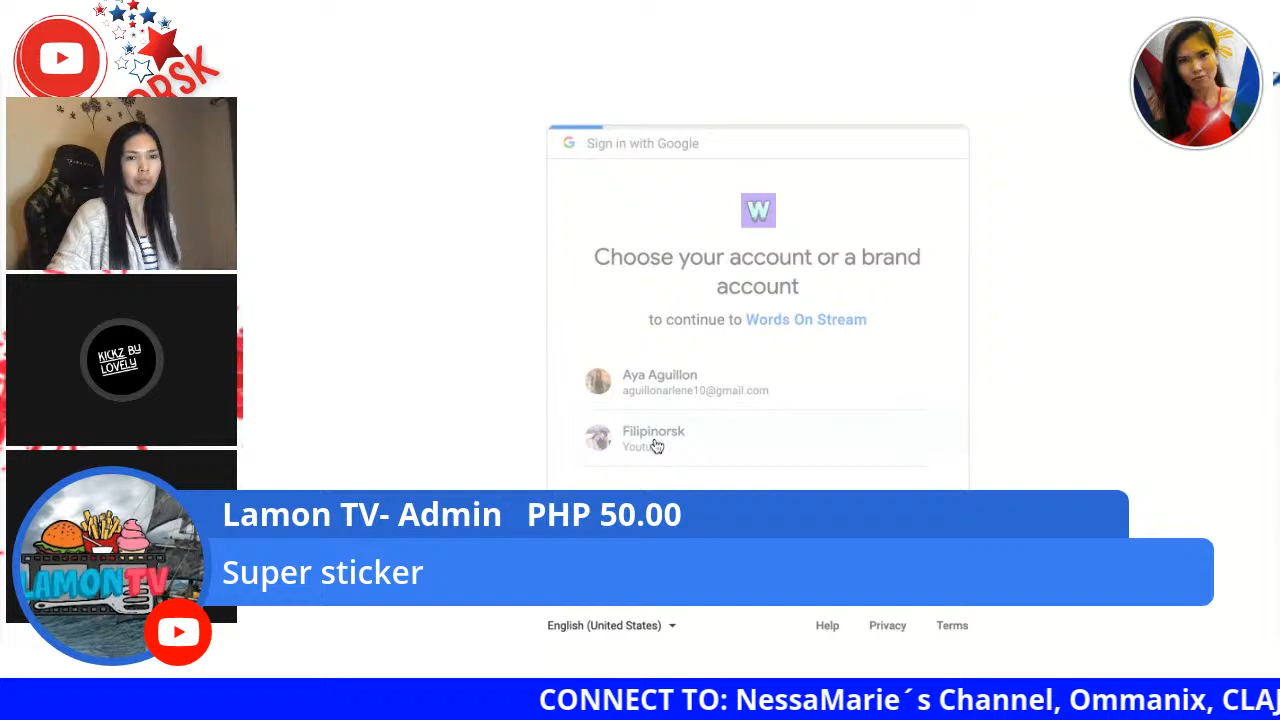 ORSK
Sign in with Google
W
Choose your account or a brand
account
to continue to Words On Stream
Aya Aguillon
aguillonarlene10@gmail.com
Filipinorsk
KICKZ BY
LOVELY
Lamon TV- Admin PHP 50.00
Super sticker
LAMONTV
English (United States)
Help Privacy Terms
CONNECT TO: NessaMarie´s Channel, Ommanix, CLAJ